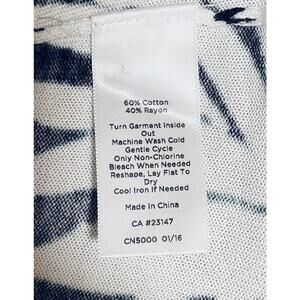 60% Cotton
40% Rayon
Turn Garment Inside
Out
Machine Wash Cold
Gentle Cycle
Only Non-Chlorine
Bleach When Needed
Reshape, Lay Flat To
Dry
Cool Iron If Needed
Made In China
CA #23147
CN5000 01/16